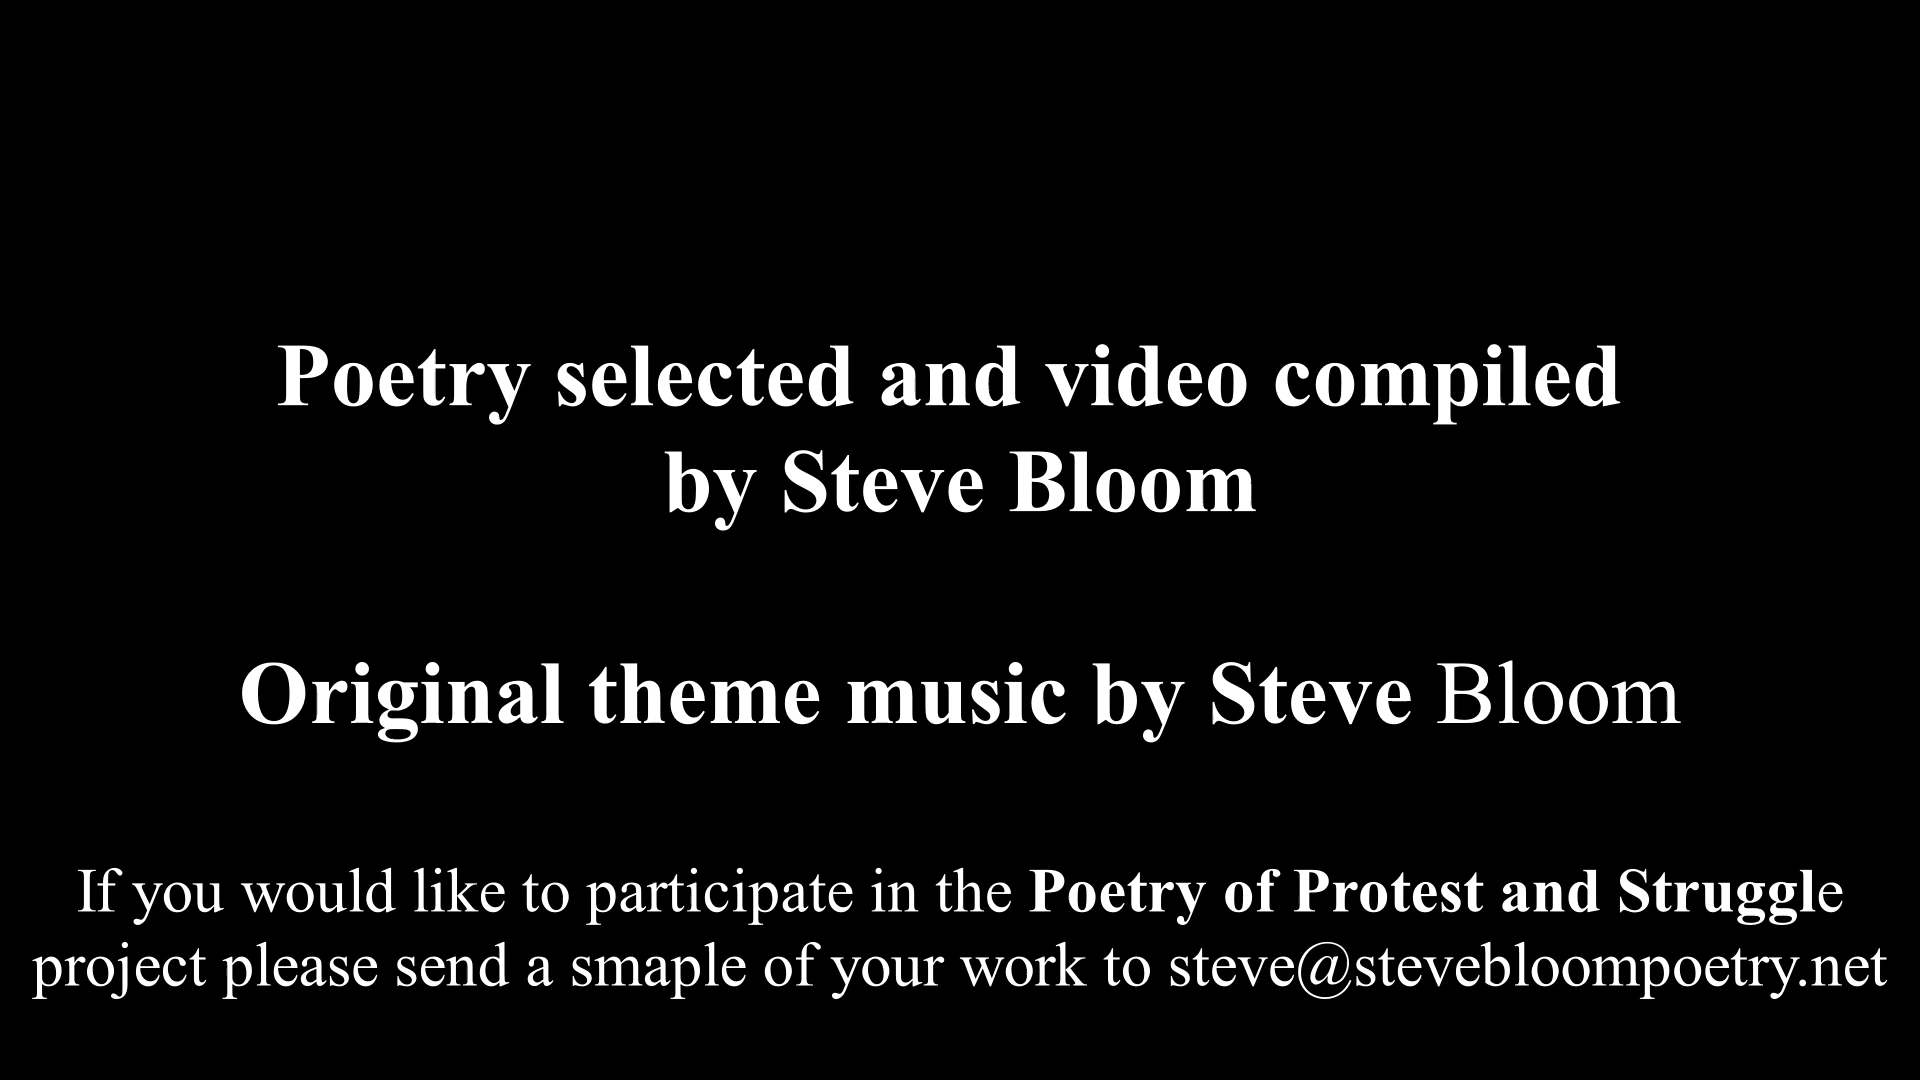 Poetry selected and video compiled
by Steve Bloom
Original theme music by Steve Bloom
If you would like to participate in the Poetry of Protest and Struggle
project please send a smaple of your work to steve@stevebloompoetry.net